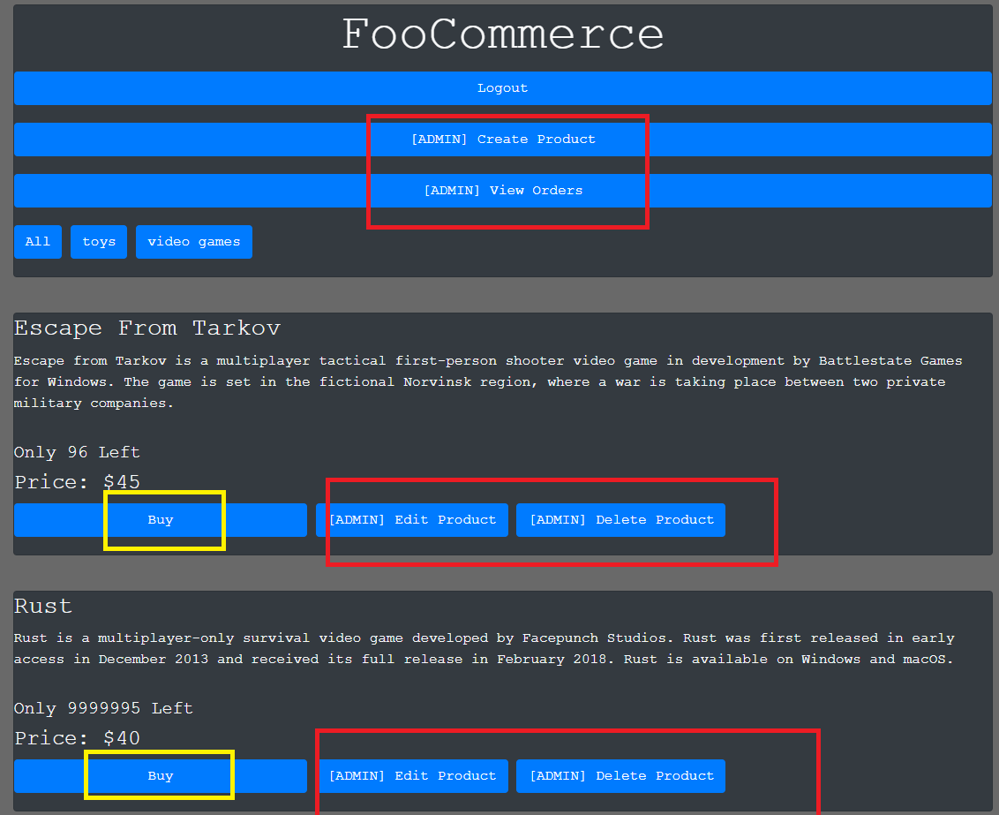 FooCommerce
Logout
[ADMIN] Create Product
[ADMIN] View Orders
All toys video games
Escape From Tarkov
Escape from Tarkov is a multiplayer tactical first-person shooter video game in development by Battlestate Games
for Windows. The game is set in the fictional Norvinsk region, where a war is taking place between two private
military companies.
Only 96 Left
Price: $45
Buy [ADMIN] Edit Product [ADMIN] Delete Product
Rust
Rust is a multiplayer-only survival video game developed by Facepunch Studios. Rust was first released in early
access in December 2013 and received its full release in February 2018. Rust is available on Windows and macOS.
Only 9999995 Left
Price: $40
Buy [ADMIN] Edit Product [ADMIN] Delete Product